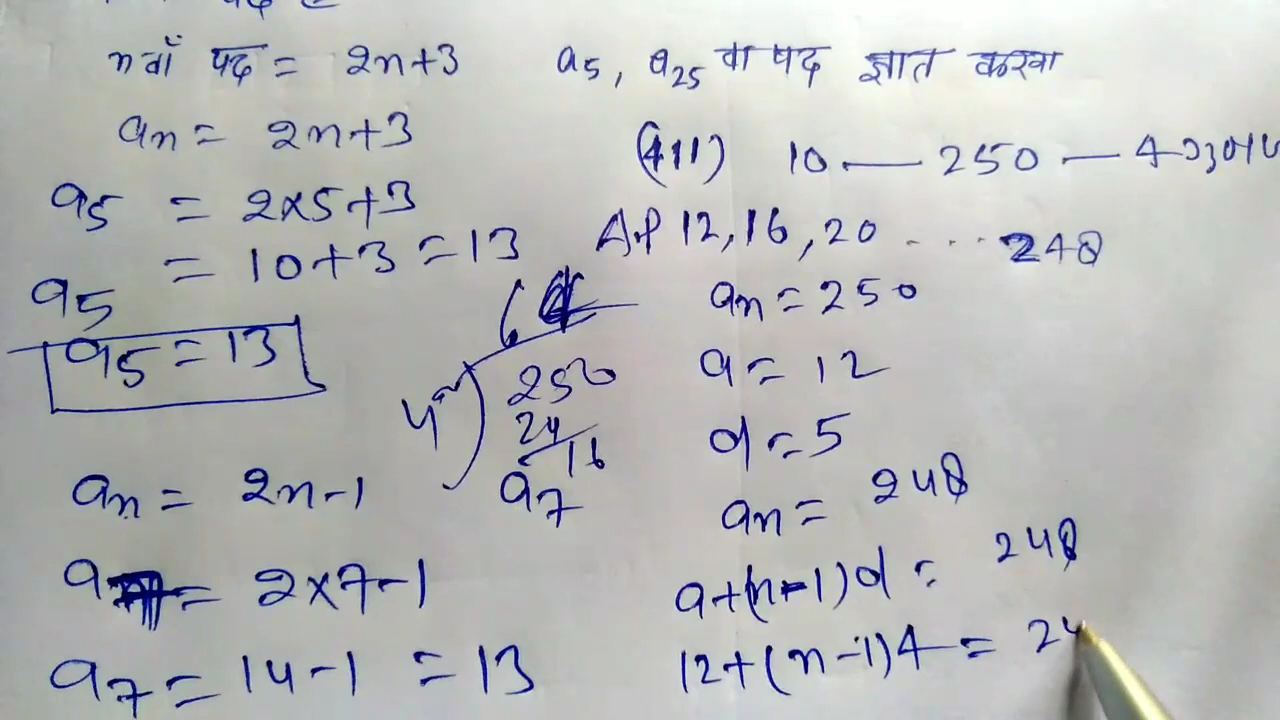 n वाँ पद = 2n+3 a5, a25 वा पद ज्ञात करवा
an = 2n+3
a5 = 2×5+3
= 10+3 = 13
a5
a5 = 13
an = 2n-1
= 2×7-1
a7 = 14-1 = 13
4) 250
24
16
a7
(411) 10 — 250 — 4
A.P 12, 16, 20 .... 248
an = 250
a = 12
d = 5
an = 248
a+(n-1)d = 248
12+(n-1)4 = 24